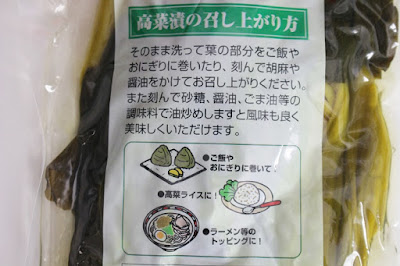 高菜漬の召し上がり方
そのまま洗って葉の部分をご飯や
おにぎりに巻いたり、刻んで胡麻や
醤油をかけてお召し上がりください。
また刻んで砂糖、醤油、ごま油等の
調味料で油炒めしますと風味も良く
美味しくいただけます。
●ご飯や
おにぎりに巻いて!
●高菜ライスに!
●ラーメン等の
トッピングに!